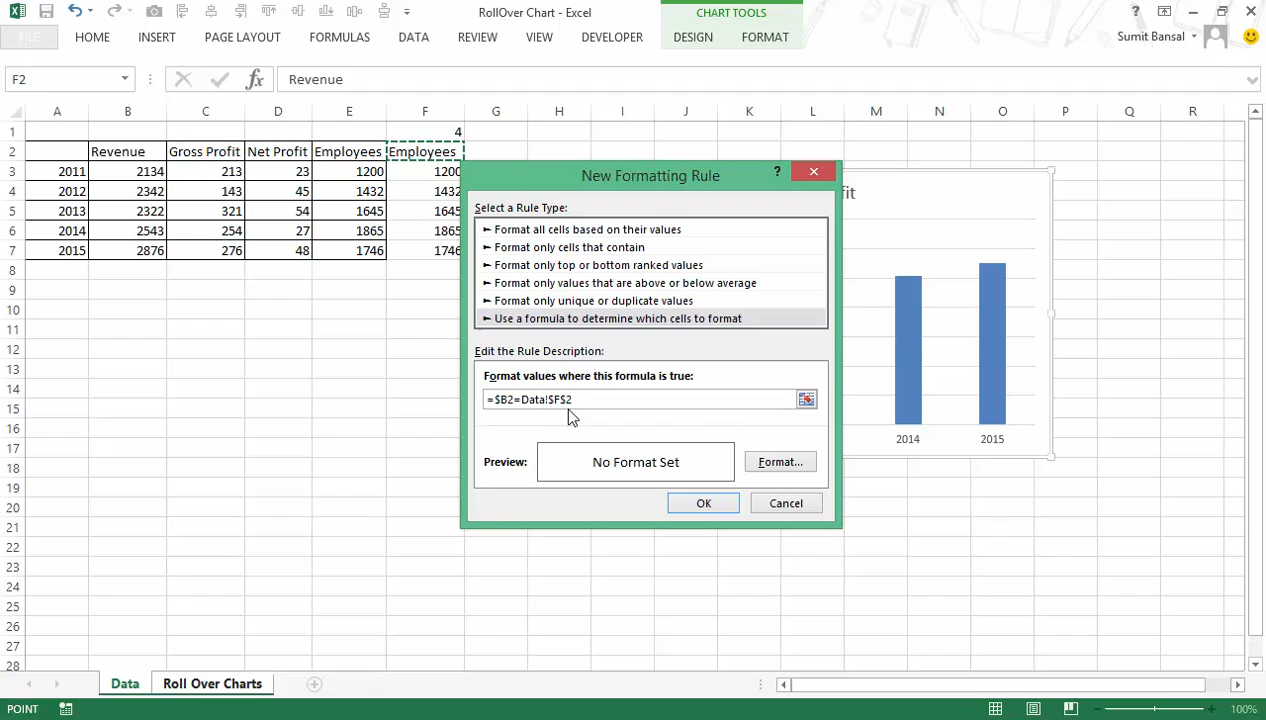 RollOver Chart - Excel
CHART TOOLS
FILE HOME INSERT PAGE LAYOUT FORMULAS DATA REVIEW VIEW DEVELOPER DESIGN FORMAT Sumit Bansal
F2 fx Revenue
A B C D E F G H I J K L M N O P Q R
1 4
2 Revenue Gross Profit Net Profit Employees Employees
3 2011 2134 213 23 1200 1200
4 2012 2342 143 45 1432 1432
5 2013 2322 321 54 1645 1645
6 2014 2543 254 27 1865 1865
7 2015 2876 276 48 1746 1746
8
9
10
11
12
13
14
15
16
17
18
19
20
21
22
23
24
25
26
27
28
New Formatting Rule
Select a Rule Type:
► Format all cells based on their values
► Format only cells that contain
► Format only top or bottom ranked values
► Format only values that are above or below average
► Format only unique or duplicate values
► Use a formula to determine which cells to format
Edit the Rule Description:
Format values where this formula is true:
=$B2=Data!$F$2
Preview: No Format Set Format...
OK Cancel
2014 2015
Data Roll Over Charts
POINT 100%